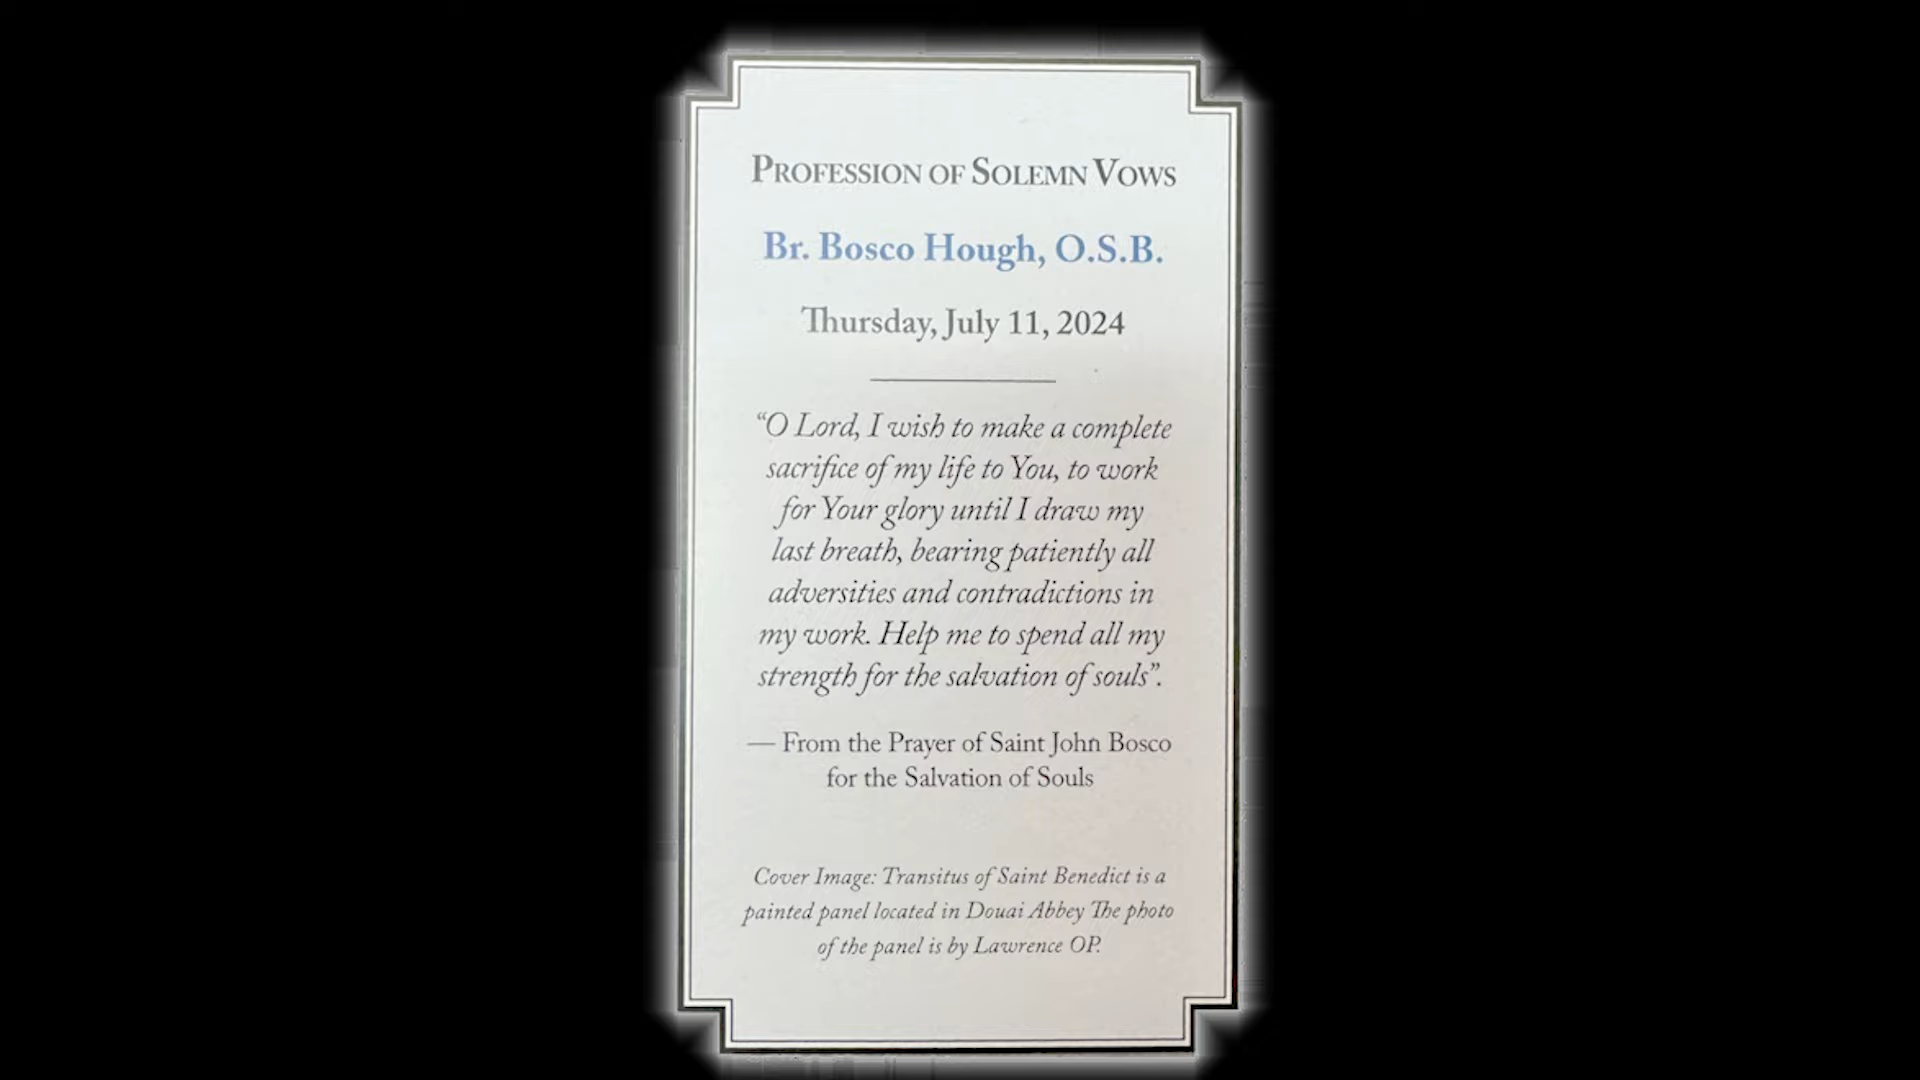 PROFESSION OF SOLEMN VOWS
Br. Bosco Hough, O.S.B.
Thursday, July 11, 2024
“O Lord, I wish to make a complete
sacrifice of my life to You, to work
for Your glory until I draw my
last breath, bearing patiently all
adversities and contradictions in
my work. Help me to spend all my
strength for the salvation of souls”.
— From the Prayer of Saint John Bosco
for the Salvation of Souls
Cover Image: Transitus of Saint Benedict is a
painted panel located in Douai Abbey The photo
of the panel is by Lawrence OP.